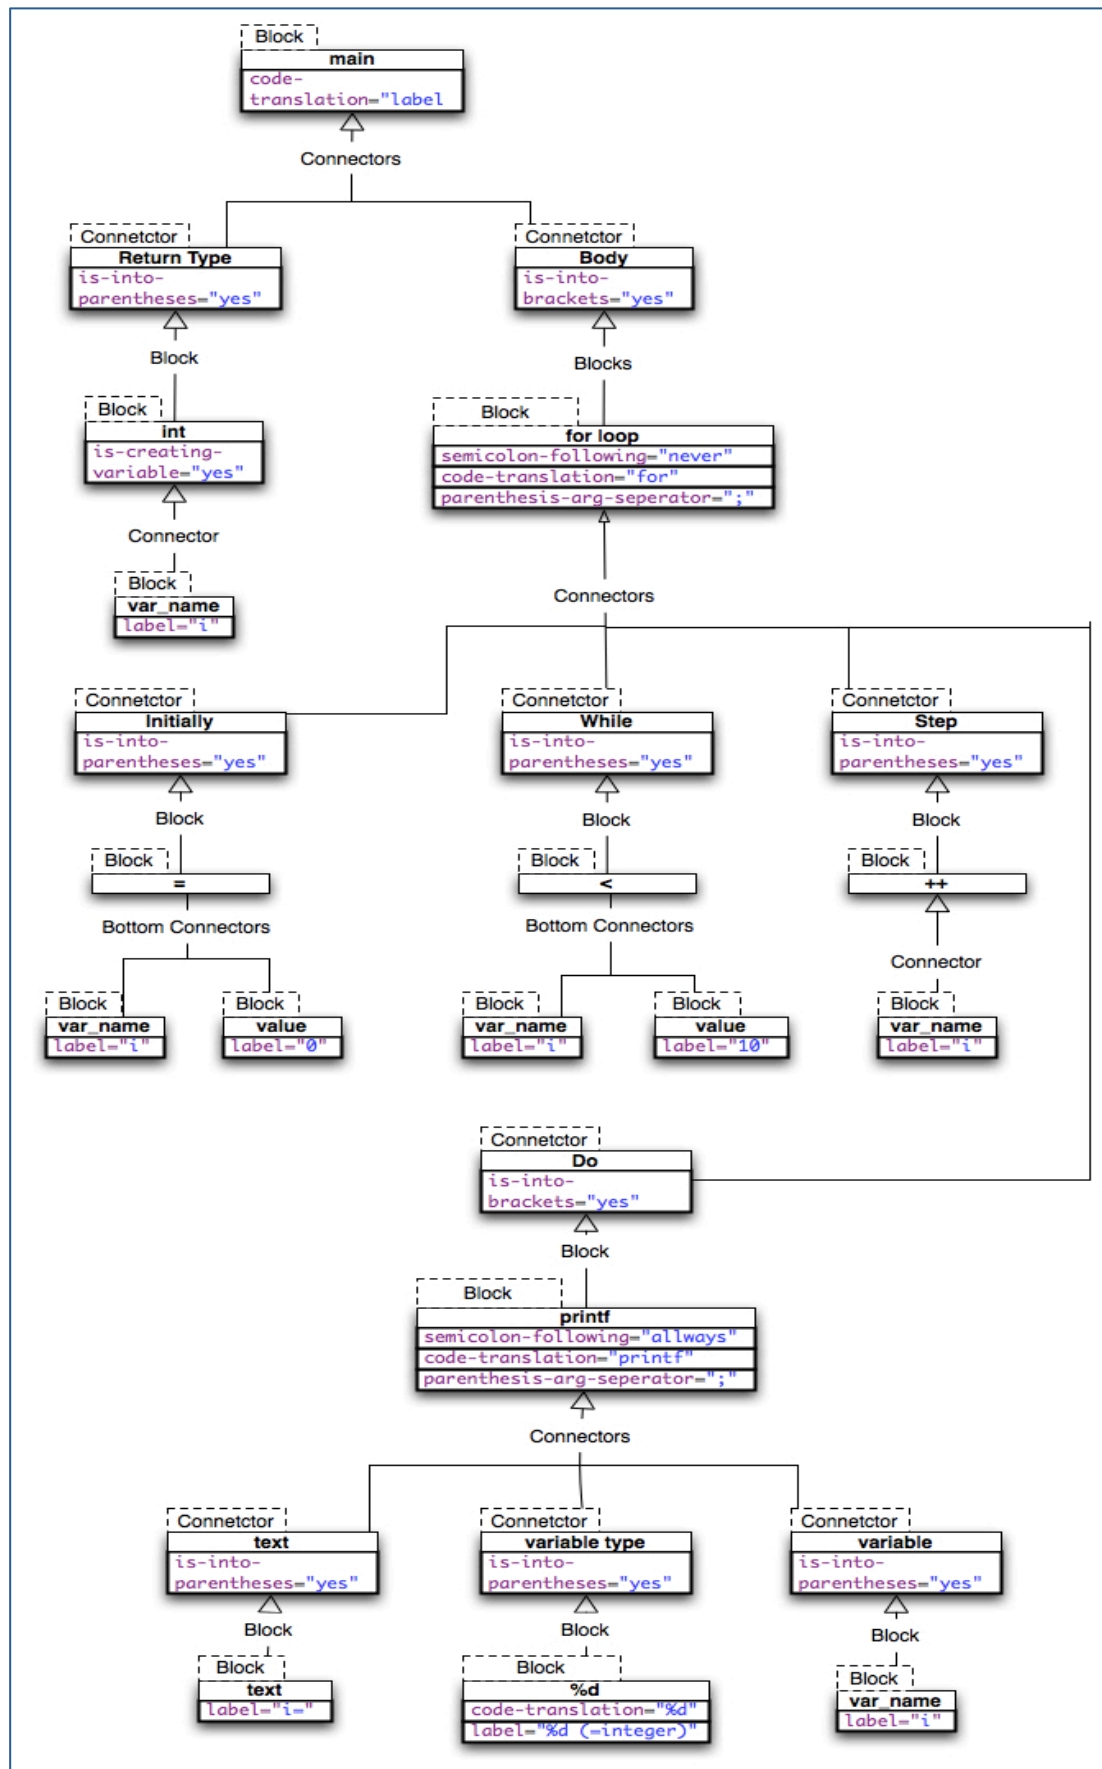 Block
main
code-
translation="label
Connectors
Connetctor
Return Type
is-into-
parentheses="yes"
Connetctor
Body
is-into-
brackets="yes"
Block
Blocks
Block
int
is-creating-
variable="yes"
Block
for loop
semicolon-following="never"
code-translation="for"
parenthesis-arg-seperator=";"
Connector
Block
var_name
label="i"
Connectors
Connetctor
Initially
is-into-
parentheses="yes"
Connetctor
While
is-into-
parentheses="yes"
Connetctor
Step
is-into-
parentheses="yes"
Block
Block
Block
Block
=
Block
<
Block
++
Bottom Connectors
Bottom Connectors
Connector
Block
var_name
label="i"
Block
value
label="0"
Block
var_name
label="i"
Block
value
label="10"
Block
var_name
label="i"
Connetctor
Do
is-into-
brackets="yes"
Block
Block
printf
semicolon-following="allways"
code-translation="printf"
parenthesis-arg-seperator=";"
Connectors
Connetctor
text
is-into-
parentheses="yes"
Connetctor
variable type
is-into-
parentheses="yes"
Connetctor
variable
is-into-
parentheses="yes"
Block
Block
Block
Block
text
label="i="
Block
%d
code-translation="%d"
label="%d (=integer)"
Block
var_name
label="i"